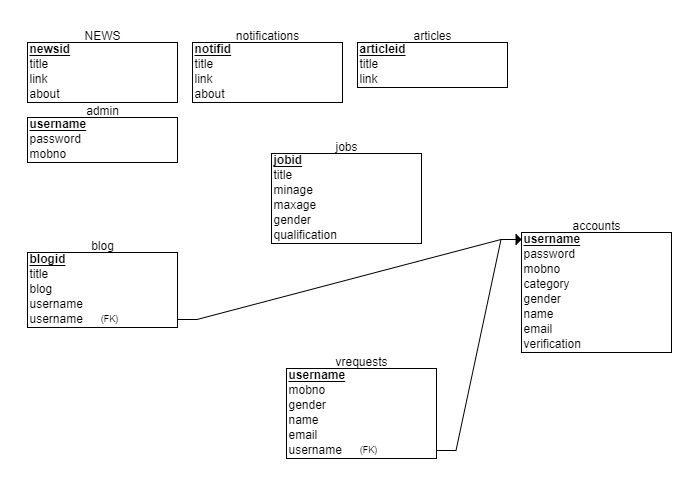 NEWS
newsid
title
link
about
notifications
notifid
title
link
about
articles
articleid
title
link
admin
username
password
mobno
jobs
jobid
title
minage
maxage
gender
qualification
accounts
username
password
mobno
category
gender
name
email
verification
blog
blogid
title
blog
username
username (FK)
vrequests
username
mobno
gender
name
email
username (FK)